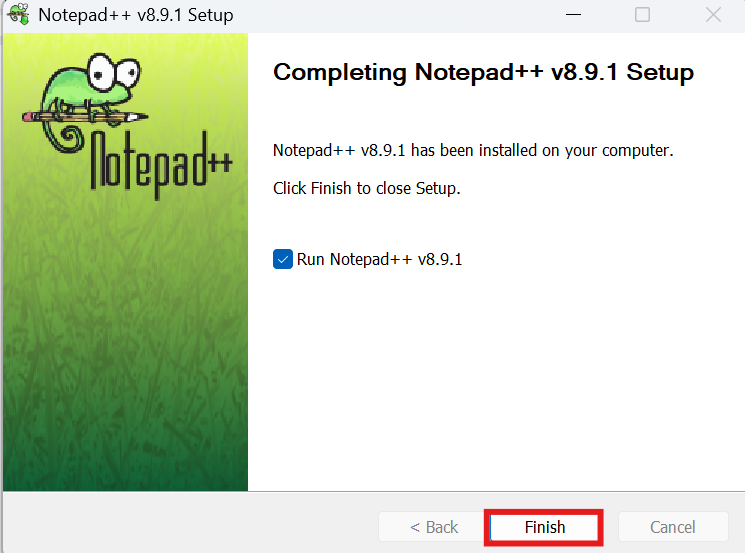 Notepad++ v8.9.1 Setup
Notepad++
Completing Notepad++ v8.9.1 Setup
Notepad++ v8.9.1 has been installed on your computer.
Click Finish to close Setup.
Run Notepad++ v8.9.1
< Back
Finish
Cancel